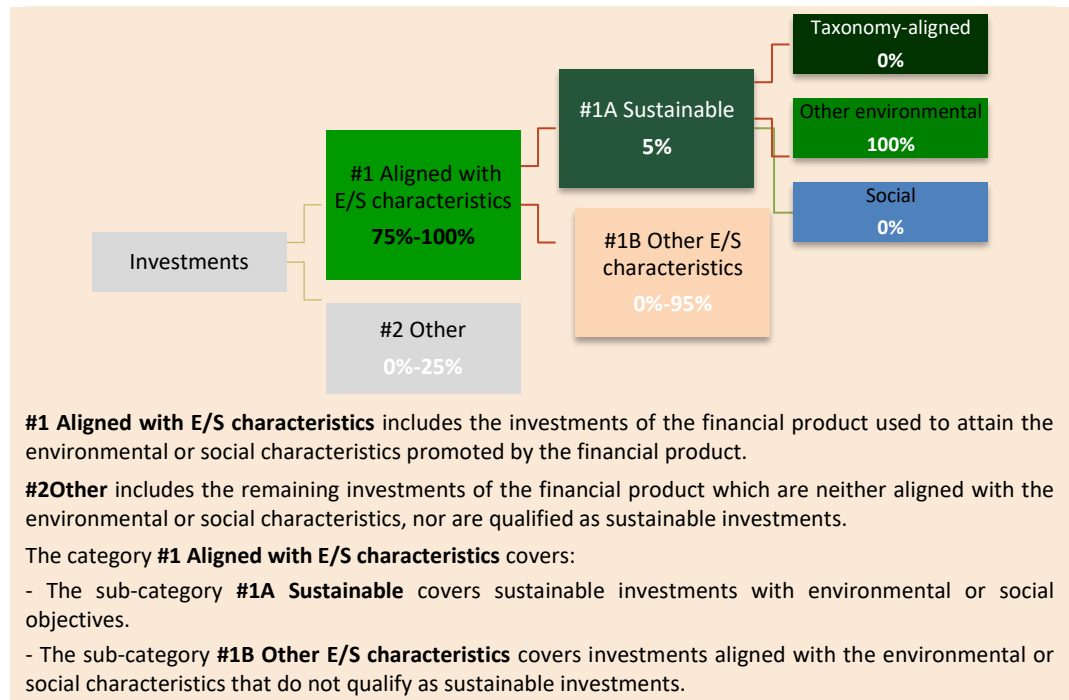 Taxonomy-aligned
0%
#1A Sustainable
5%
Other environmental
100%
#1 Aligned with
E/S characteristics
75%-100%
Social
0%
#1B Other E/S
characteristics
0%-95%
Investments
#2 Other
0%-25%
#1 Aligned with E/S characteristics includes the investments of the financial product used to attain the
environmental or social characteristics promoted by the financial product.
#2Other includes the remaining investments of the financial product which are neither aligned with the
environmental or social characteristics, nor are qualified as sustainable investments.
The category #1 Aligned with E/S characteristics covers:
- The sub-category #1A Sustainable covers sustainable investments with environmental or social
objectives.
- The sub-category #1B Other E/S characteristics covers investments aligned with the environmental or
social characteristics that do not qualify as sustainable investments.